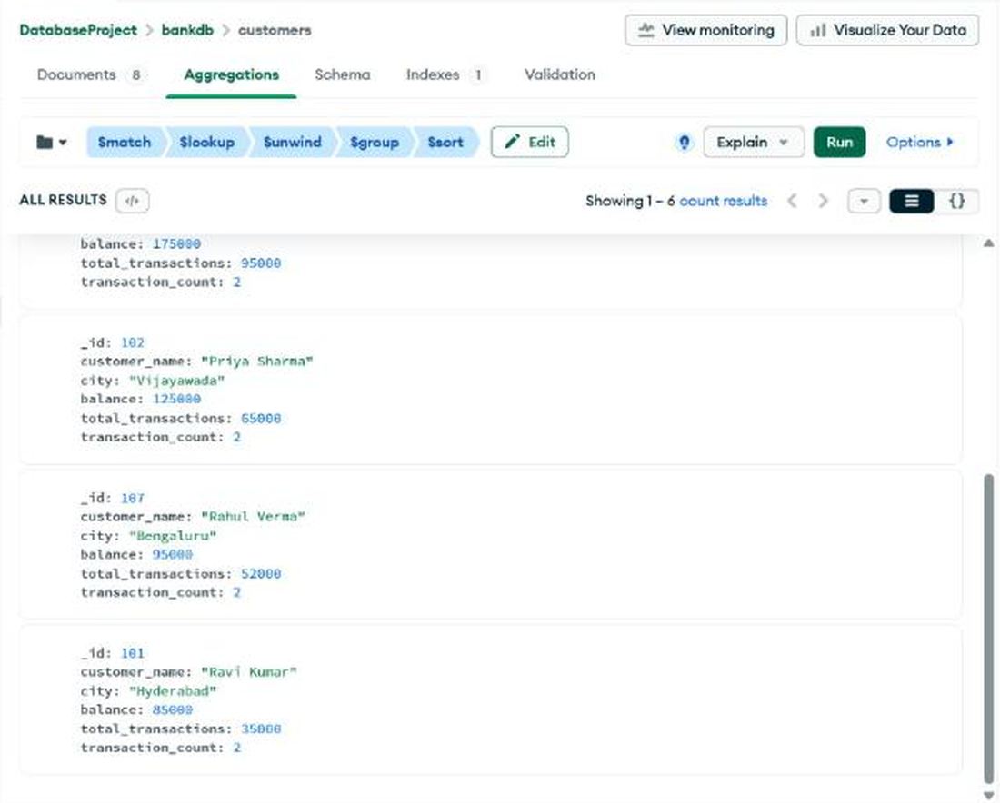 DatabaseProject > bankdb > customers
View monitoring
Visualize Your Data
Documents 8 Aggregations Schema Indexes 1 Validation
$match $lookup $unwind $group $sort Edit Explain Run Options
ALL RESULTS </> Showing 1 – 6 count results < > {}
balance: 175000
total_transactions: 95000
transaction_count: 2
_id: 102
customer_name: "Priya Sharma"
city: "Vijayawada"
balance: 125000
total_transactions: 65000
transaction_count: 2
_id: 107
customer_name: "Rahul Verma"
city: "Bengaluru"
balance: 95000
total_transactions: 52000
transaction_count: 2
_id: 101
customer_name: "Ravi Kumar"
city: "Hyderabad"
balance: 85000
total_transactions: 35000
transaction_count: 2